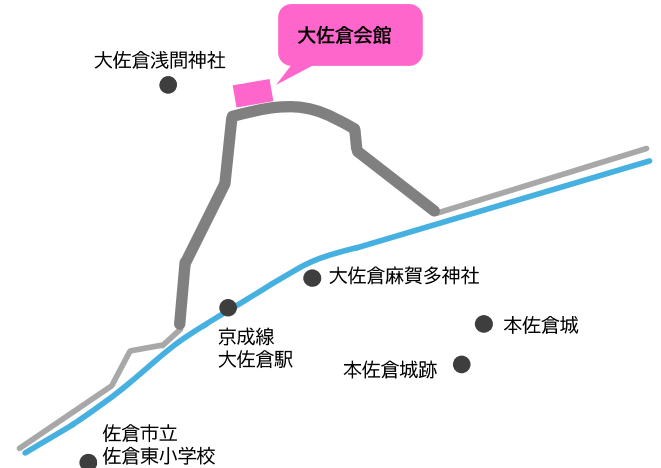 大佐倉会館
大佐倉浅間神社
大佐倉麻賀多神社
本佐倉城
京成線
大佐倉駅
本佐倉城跡
佐倉市立
佐倉東小学校